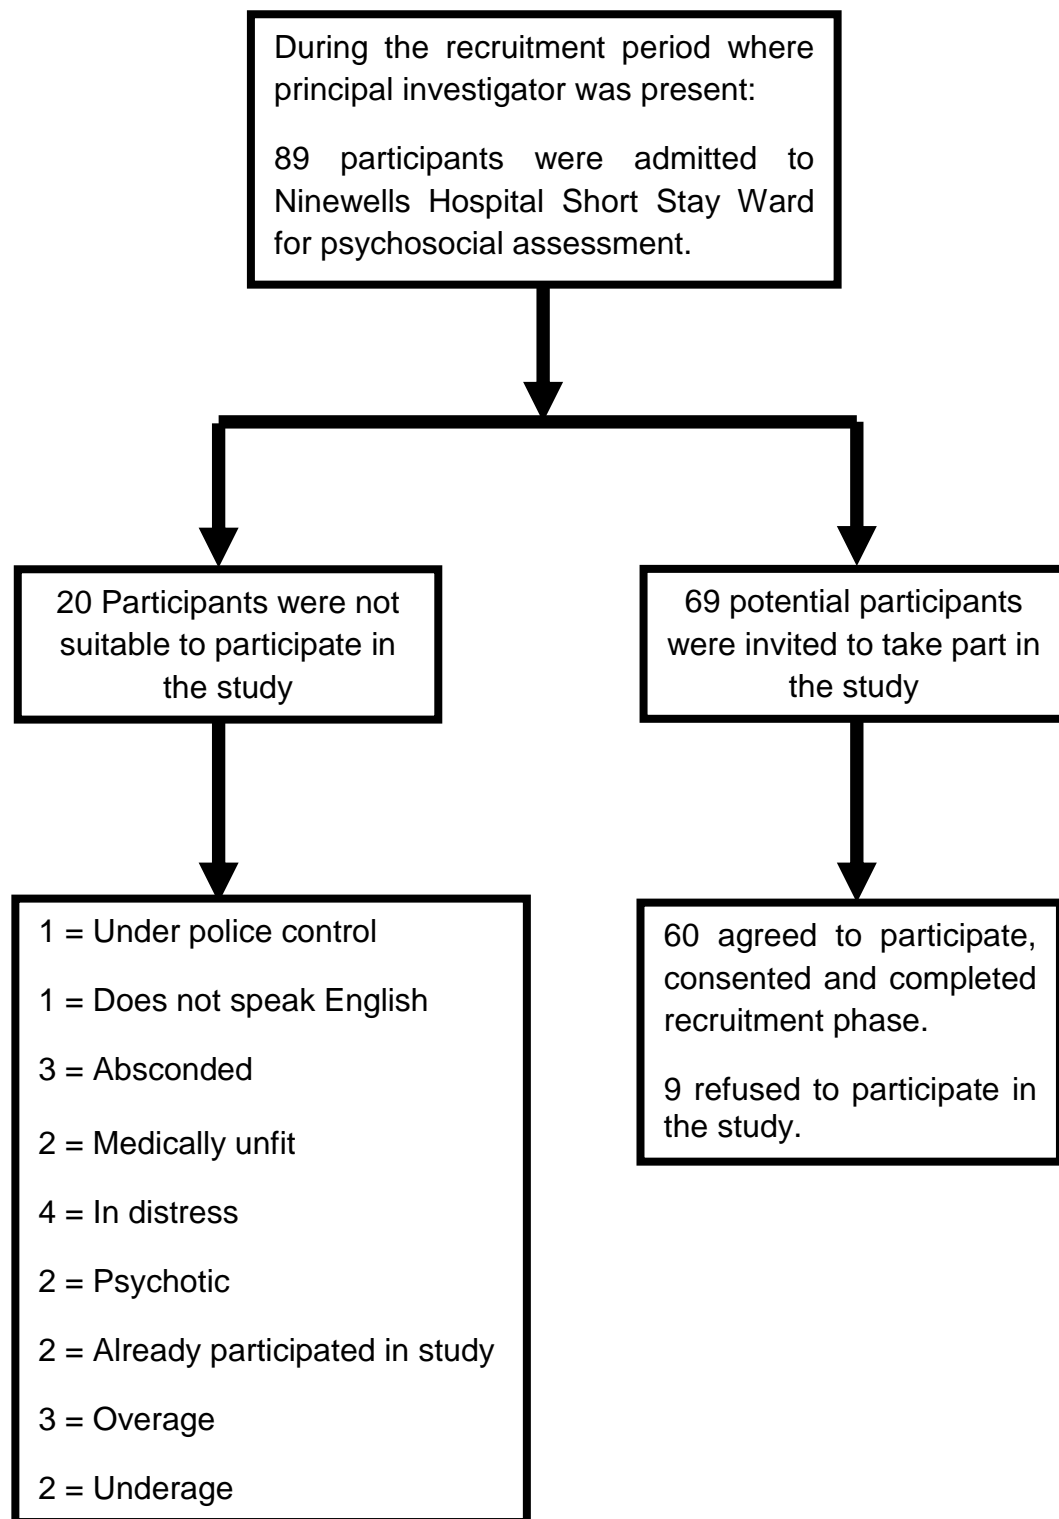 During the recruitment period where
principal investigator was present:
89 participants were admitted to
Ninewells Hospital Short Stay Ward
for psychosocial assessment.
20 Participants were not
suitable to participate in
the study
69 potential participants
were invited to take part in
the study
1 = Under police control
1 = Does not speak English
3 = Absconded
2 = Medically unfit
4 = In distress
2 = Psychotic
2 = Already participated in study
3 = Overage
2 = Underage
60 agreed to participate,
consented and completed
recruitment phase.
9 refused to participate in
the study.